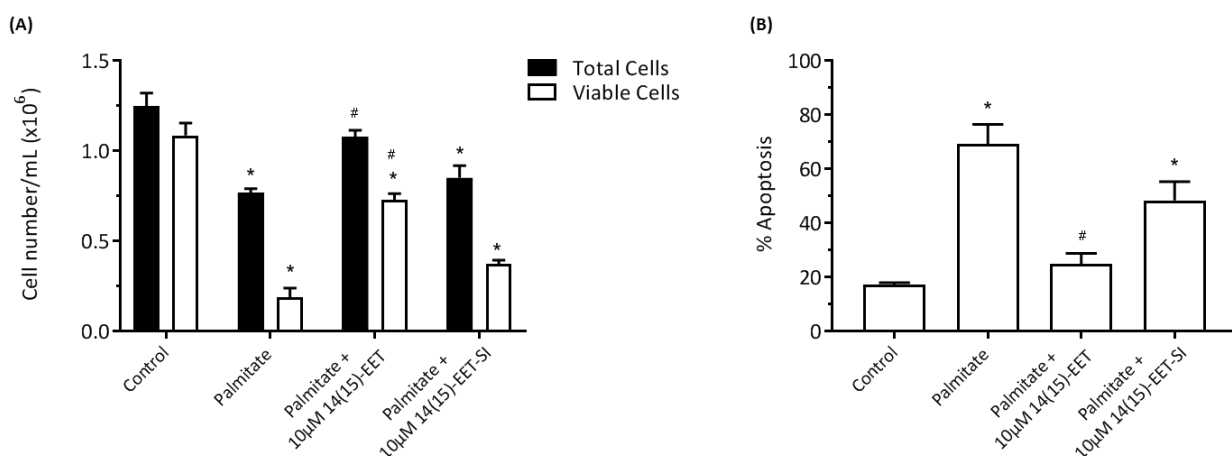 (A)
1.5
1.0
0.5
0.0
Cell number/mL (x10⁶)
Total Cells
Viable Cells
*
*
#
#
*
*
*
Control
Palmitate
Palmitate +
10µM 14(15)-EET
Palmitate +
10µM 14(15)-EET-SI
(B)
100
80
60
40
20
0
% Apoptosis
*
#
*
Control
Palmitate
Palmitate +
10µM 14(15)-EET
Palmitate +
10µM 14(15)-EET-SI